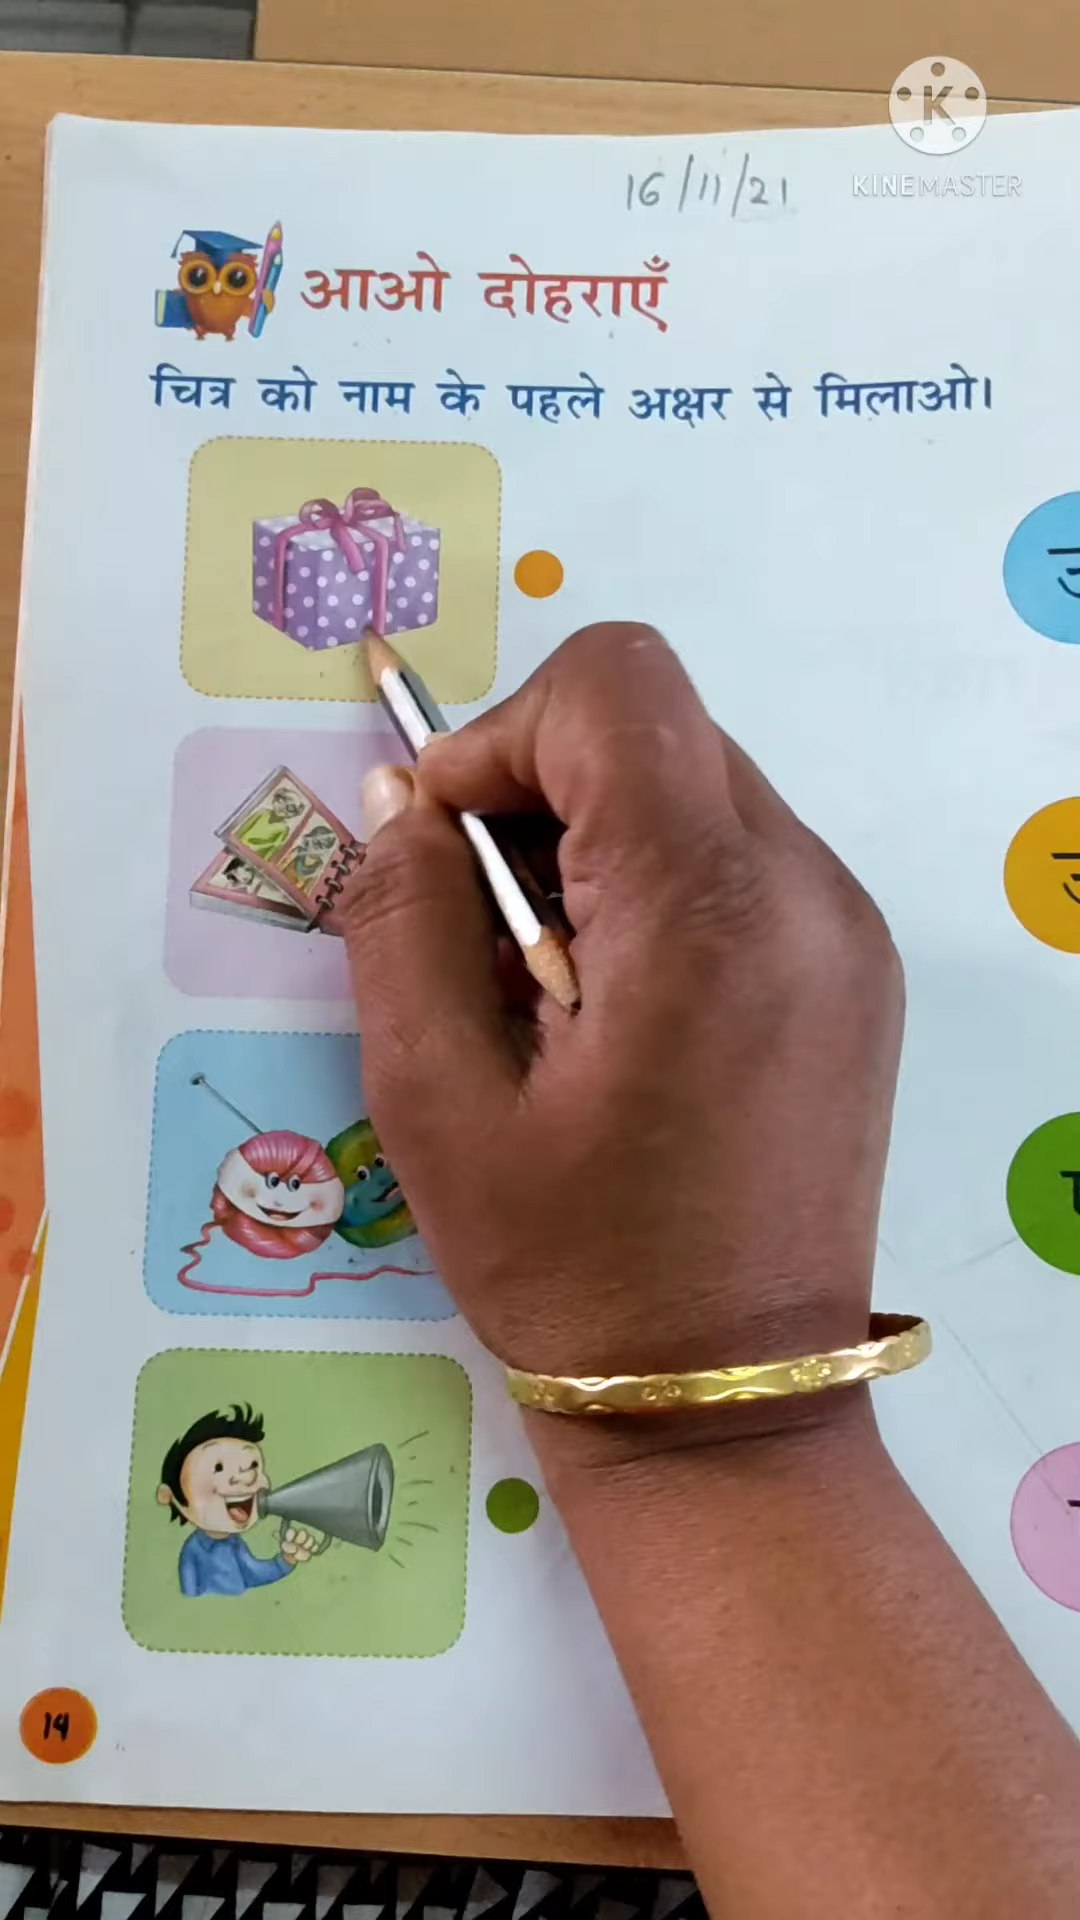 KINEMASTER
16/11/21
आओ दोहराएँ
चित्र को नाम के पहले अक्षर से मिलाओ।
14